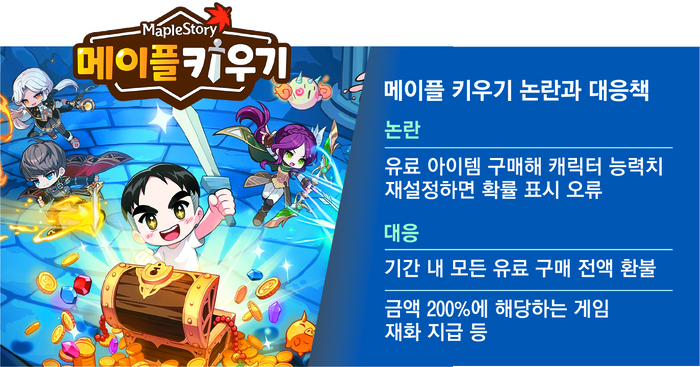 MapleStory
메이플 키우기
메이플 키우기 논란과 대응책
논란
유료 아이템 구매해 캐릭터 능력치
재설정하면 확률 표시 오류
대응
기간 내 모든 유료 구매 전액 환불
금액 200%에 해당하는 게임
재화 지급 등